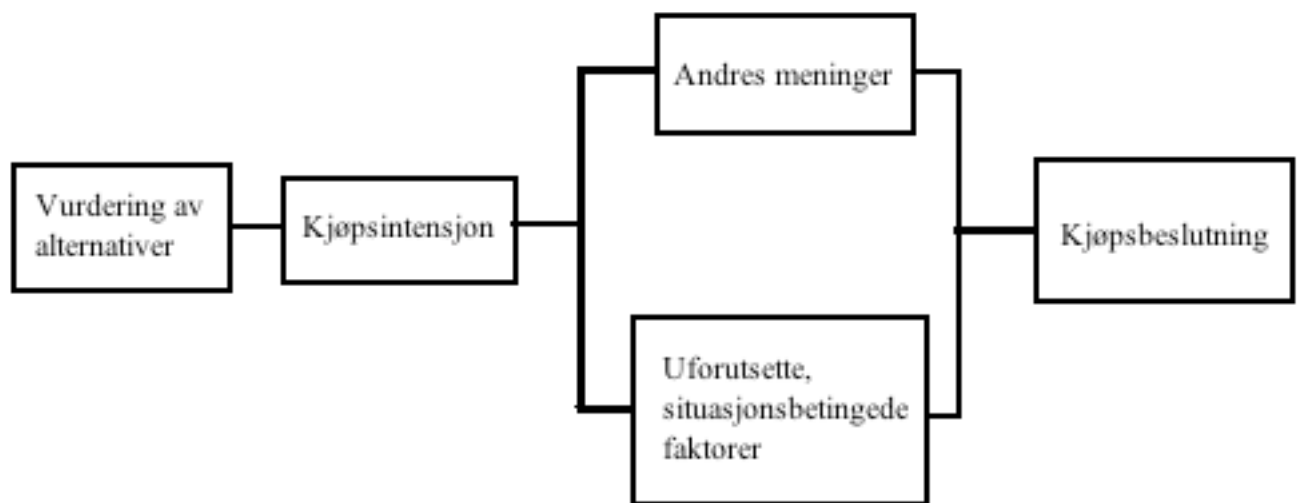 Andres meninger
Vurdering av
alternativer
Kjøpsintensjon
Kjøpsbeslutning
Uforutsette,
situasjonsbetingede
faktorer